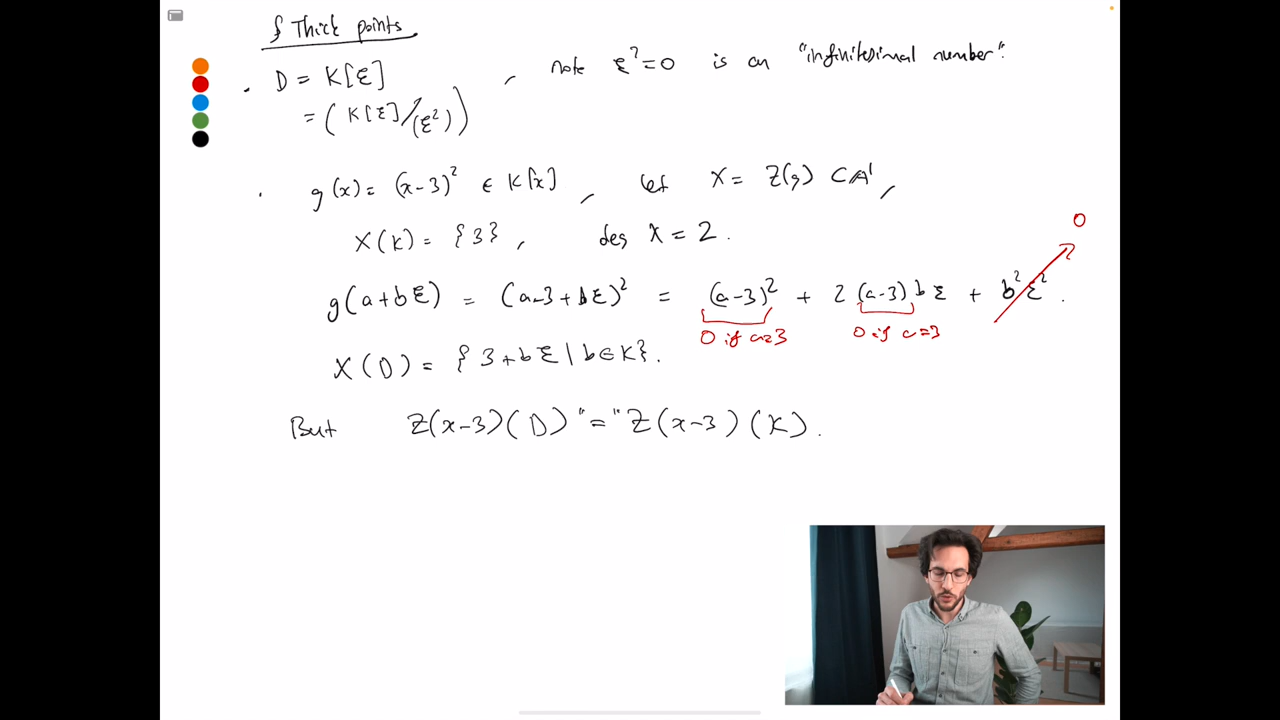 § Thick points
· D = K[ε] , note ε²=0 is an "infinitesimal number".
= (K[ε]/(ε²))
· g(x) = (x-3)² ∈ K[x] , let X = Z(g) ⊂ 𝔸¹ ,
X(K) = {3} , deg X = 2 .
0
g(a+bε) = (a-3+bε)² = (a-3)² + 2(a-3)bε + b²ε² .
0 if a=3 0 if a=3
X(D) = {3+bε | b∈K} .
But Z(x-3)(D) "=" Z(x-3)(K) .